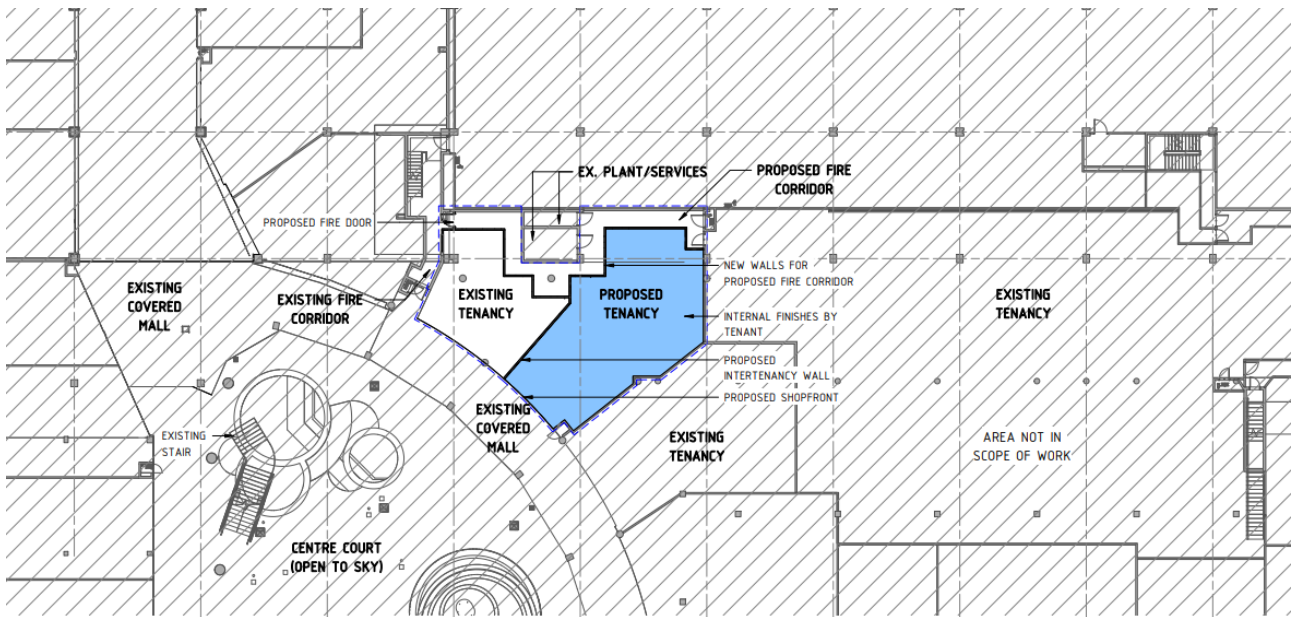 EX. PLANT/SERVICES
PROPOSED FIRE
CORRIDOR
PROPOSED FIRE DOOR
NEW WALLS FOR
PROPOSED FIRE CORRIDOR
EXISTING
COVERED
MALL
EXISTING FIRE
CORRIDOR
EXISTING
TENANCY
PROPOSED
TENANCY
INTERNAL FINISHES BY
TENANT
EXISTING
TENANCY
PROPOSED
INTERTENANCY WALL
PROPOSED SHOPFRONT
EXISTING
COVERED
MALL
EXISTING
STAIR
EXISTING
TENANCY
AREA NOT IN
SCOPE OF WORK
CENTRE COURT
(OPEN TO SKY)